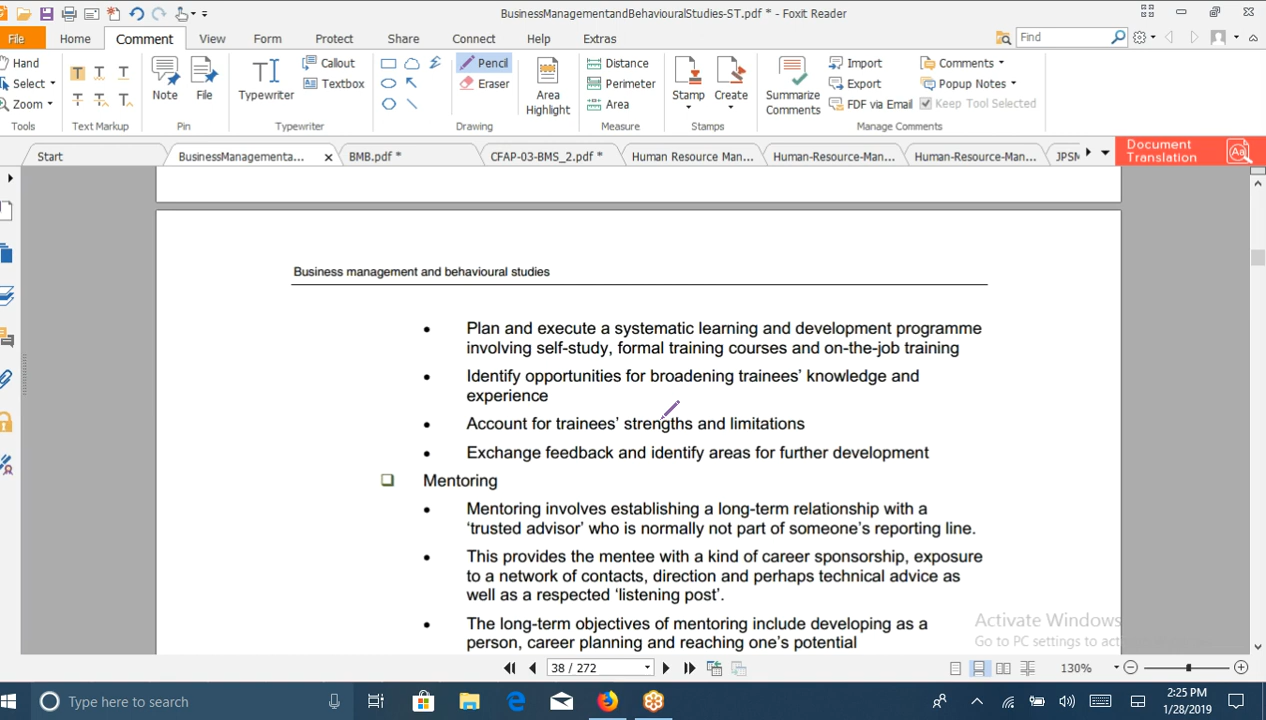 BusinessManagementandBehaviouralStudies-ST.pdf * - Foxit Reader
File Home Comment View Form Protect Share Connect Help Extras Find
Hand
Select
Zoom
Tools
Text Markup
Note
File
Pin
Typewriter
Callout
Textbox
Typewriter
Pencil
Eraser
Drawing
Area
Highlight
Distance
Perimeter
Area
Measure
Stamp
Create
Stamps
Summarize
Comments
Import
Export
FDF via Email
Comments
Popup Notes
Keep Tool Selected
Manage Comments
Start BusinessManagementa... BMB.pdf * CFAP-03-BMS_2.pdf * Human Resource Man... Human-Resource-Man... Human-Resource-Man... JPSM
Document
Translation
Business management and behavioural studies
• Plan and execute a systematic learning and development programme
involving self-study, formal training courses and on-the-job training
• Identify opportunities for broadening trainees' knowledge and
experience
• Account for trainees' strengths and limitations
• Exchange feedback and identify areas for further development
❑ Mentoring
• Mentoring involves establishing a long-term relationship with a
'trusted advisor' who is normally not part of someone's reporting line.
• This provides the mentee with a kind of career sponsorship, exposure
to a network of contacts, direction and perhaps technical advice as
well as a respected 'listening post'.
• The long-term objectives of mentoring include developing as a
person, career planning and reaching one's potential
Activate Windows
Go to PC settings to
38 / 272
130%
Type here to search
2:25 PM
1/28/2019